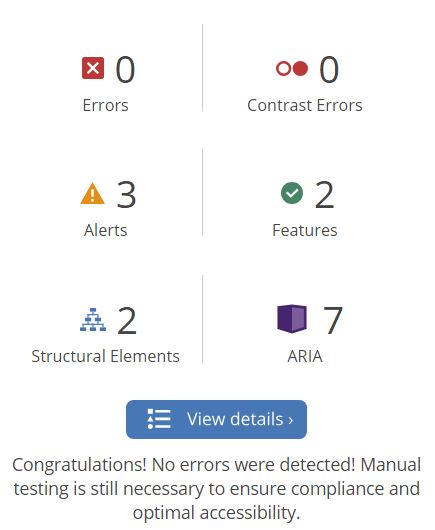 0
Errors
0
Contrast Errors
3
Alerts
2
Features
2
Structural Elements
7
ARIA
View details ›
Congratulations! No errors were detected! Manual
testing is still necessary to ensure compliance and
optimal accessibility.